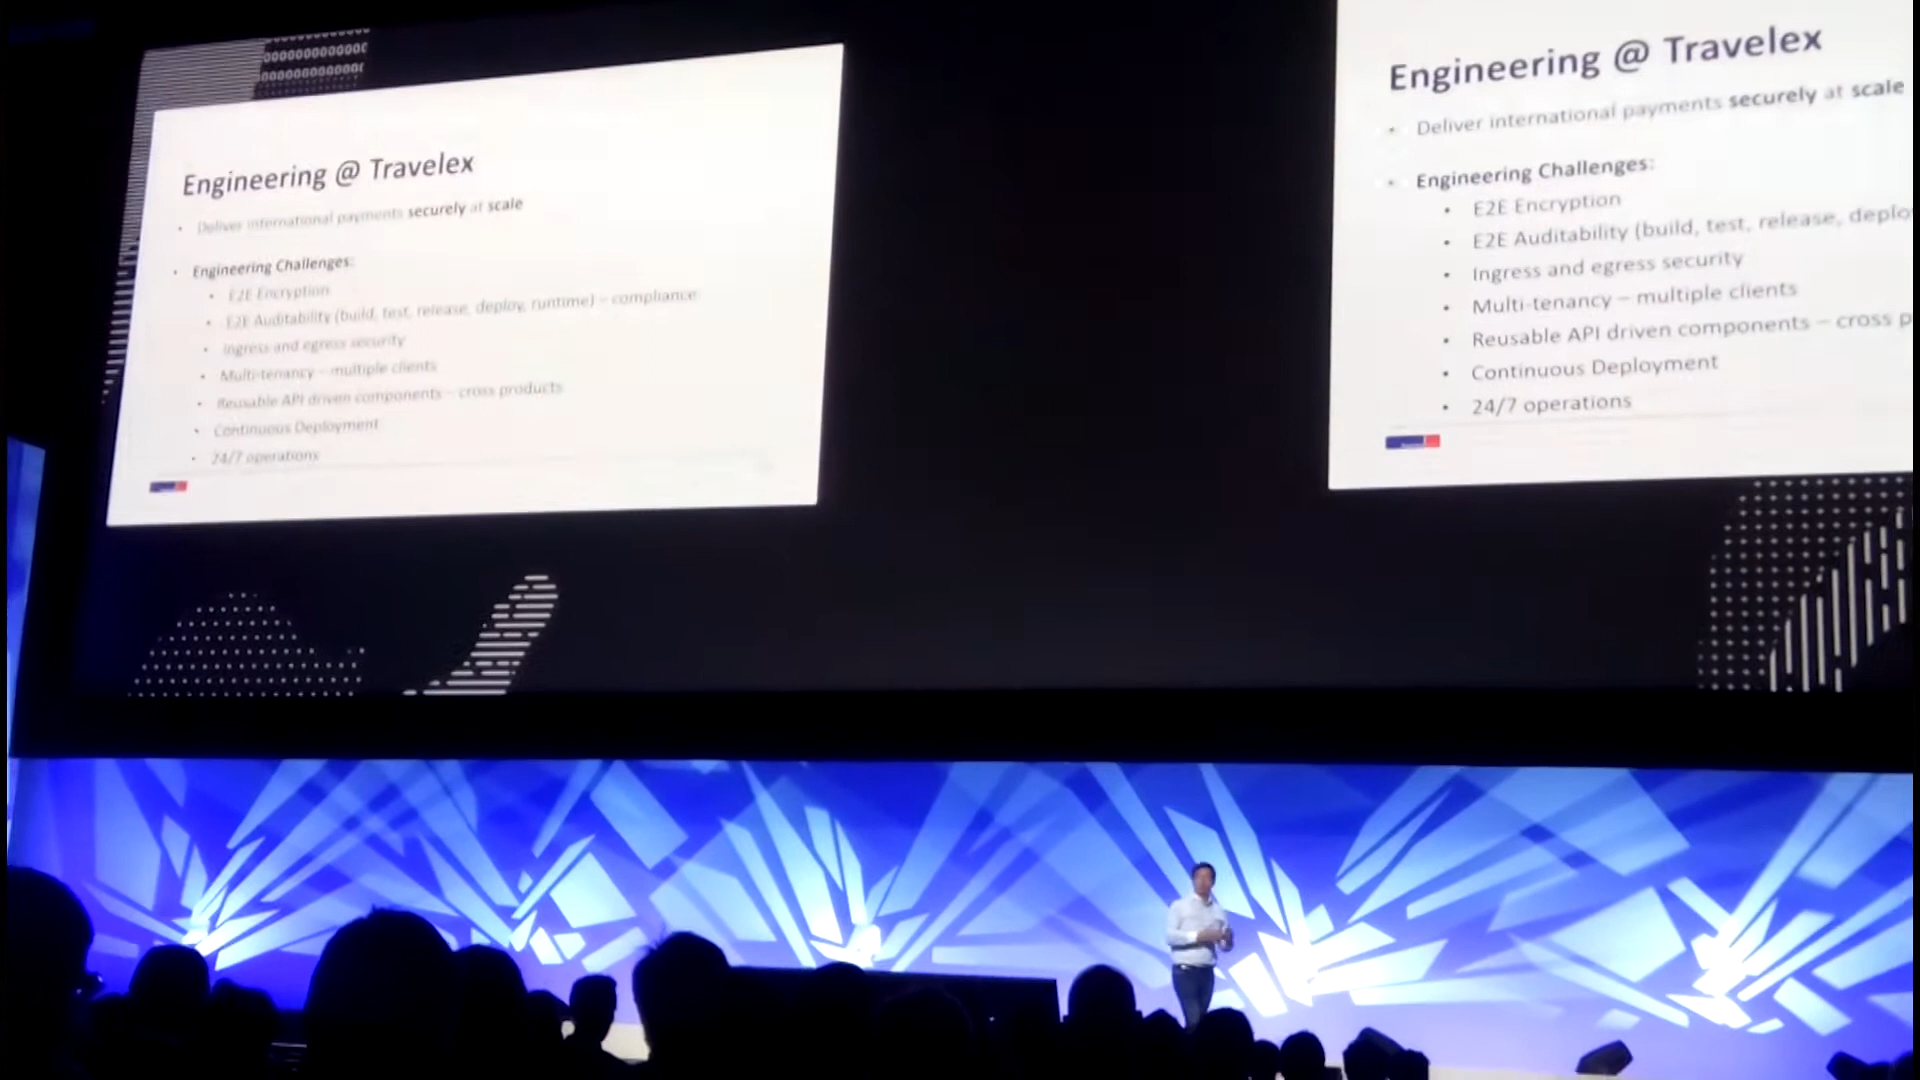 Engineering @ Travelex
• Deliver international payments securely at scale
• Engineering Challenges:
• E2E Encryption
• E2E Auditability (build, test, release, deploy, runtime) – compliance
• Ingress and egress security
• Multi-tenancy – multiple clients
• Reusable API driven components – cross products
• Continuous Deployment
• 24/7 operations
Engineering @ Travelex
• Deliver international payments securely at scale
• Engineering Challenges:
• E2E Encryption
• E2E Auditability (build, test, release, deplo
• Ingress and egress security
• Multi-tenancy – multiple clients
• Reusable API driven components – cross p
• Continuous Deployment
• 24/7 operations